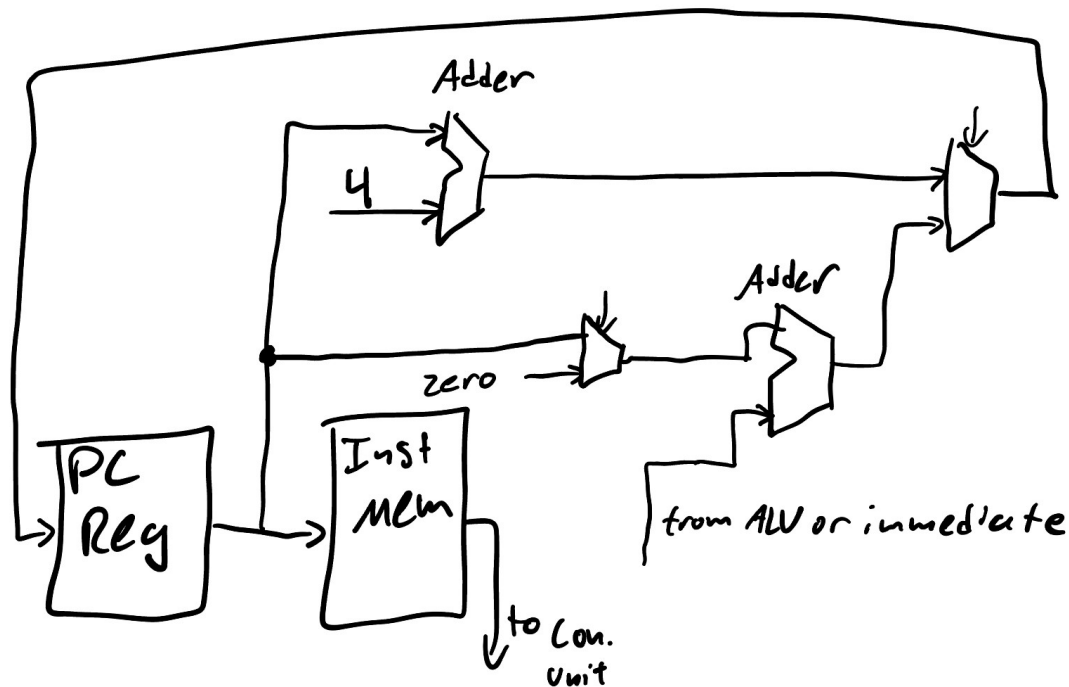 Adder
4
Adder
zero
PC
Reg
Inst
Mem
from ALU or immediate
to Con.
unit